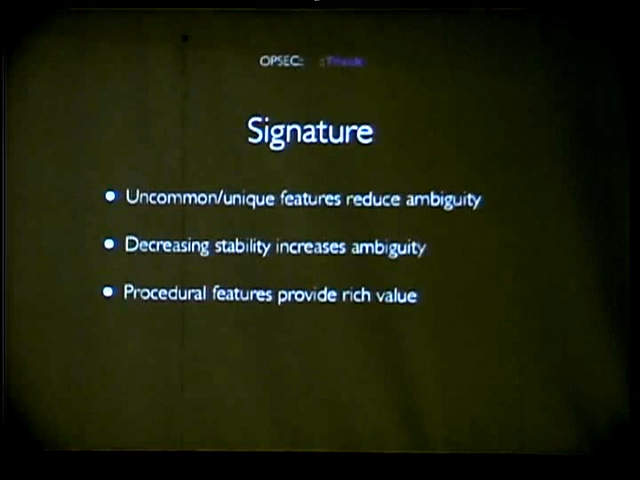 OPSEC:
Signature
Uncommon/unique features reduce ambiguity
Decreasing stability increases ambiguity
Procedural features provide rich value